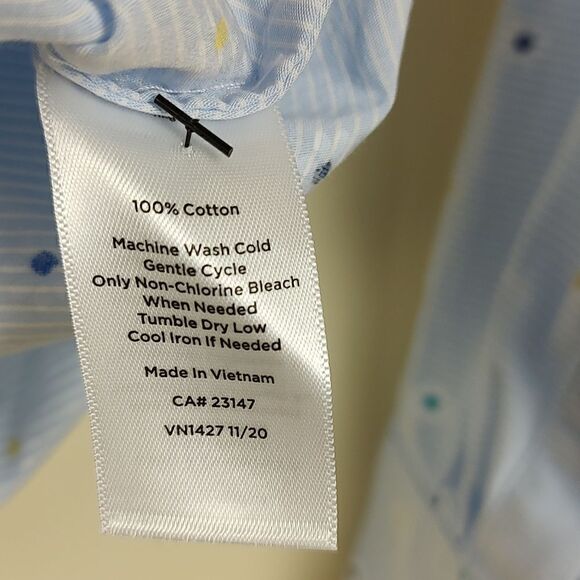 100% Cotton
Machine Wash Cold
Gentle Cycle
Only Non-Chlorine Bleach
When Needed
Tumble Dry Low
Cool Iron If Needed
Made In Vietnam
CA# 23147
VN1427 11/20